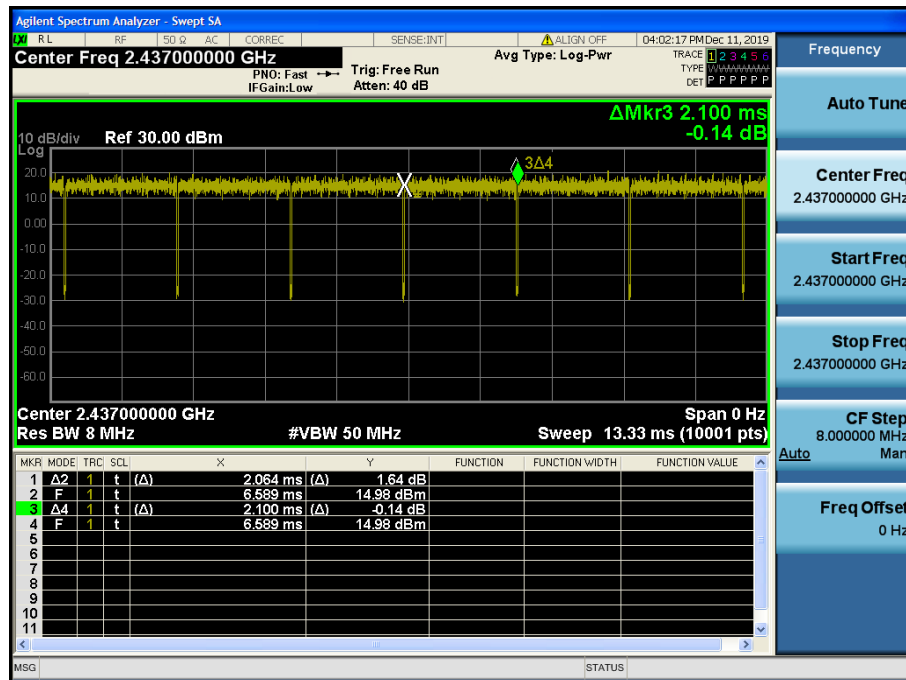 Agilent Spectrum Analyzer - Swept SA
LXI RL RF 50 Ω AC CORREC SENSE:INT ALIGN OFF 04:02:17 PM Dec 11, 2019
Center Freq 2.437000000 GHz Avg Type: Log-Pwr TRACE 1 2 3 4 5 6
PNO: Fast Trig: Free Run TYPE WWWWWW
IFGain:Low Atten: 40 dB DET P P P P P P
Frequency
Auto Tune
Center Freq
2.437000000 GHz
Start Freq
2.437000000 GHz
Stop Freq
2.437000000 GHz
CF Step
8.000000 MHz
Auto Man
Freq Offset
0 Hz
ΔMkr3 2.100 ms
-0.14 dB
10 dB/div Ref 30.00 dBm
Log
20.0
10.0
0.00
-10.0
-20.0
-30.0
-40.0
-50.0
-60.0
3Δ4
X
Center 2.437000000 GHz Span 0 Hz
Res BW 8 MHz #VBW 50 MHz Sweep 13.33 ms (10001 pts)
MKR MODE TRC SCL X Y FUNCTION FUNCTION WIDTH FUNCTION VALUE
1 Δ2 1 t (Δ) 2.064 ms (Δ) 1.64 dB
2 F 1 t 6.589 ms 14.98 dBm
3 Δ4 1 t (Δ) 2.100 ms (Δ) -0.14 dB
4 F 1 t 6.589 ms 14.98 dBm
5
6
7
8
9
10
11
MSG STATUS